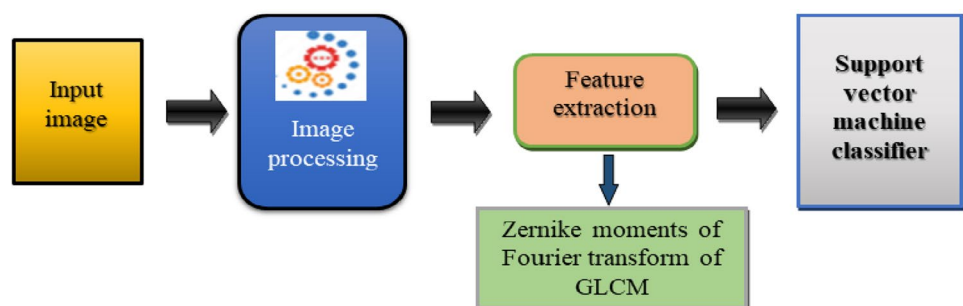 Input
image
Image
processing
Feature
extraction
Support
vector
machine
classifier
Zernike moments of
Fourier transform of
GLCM